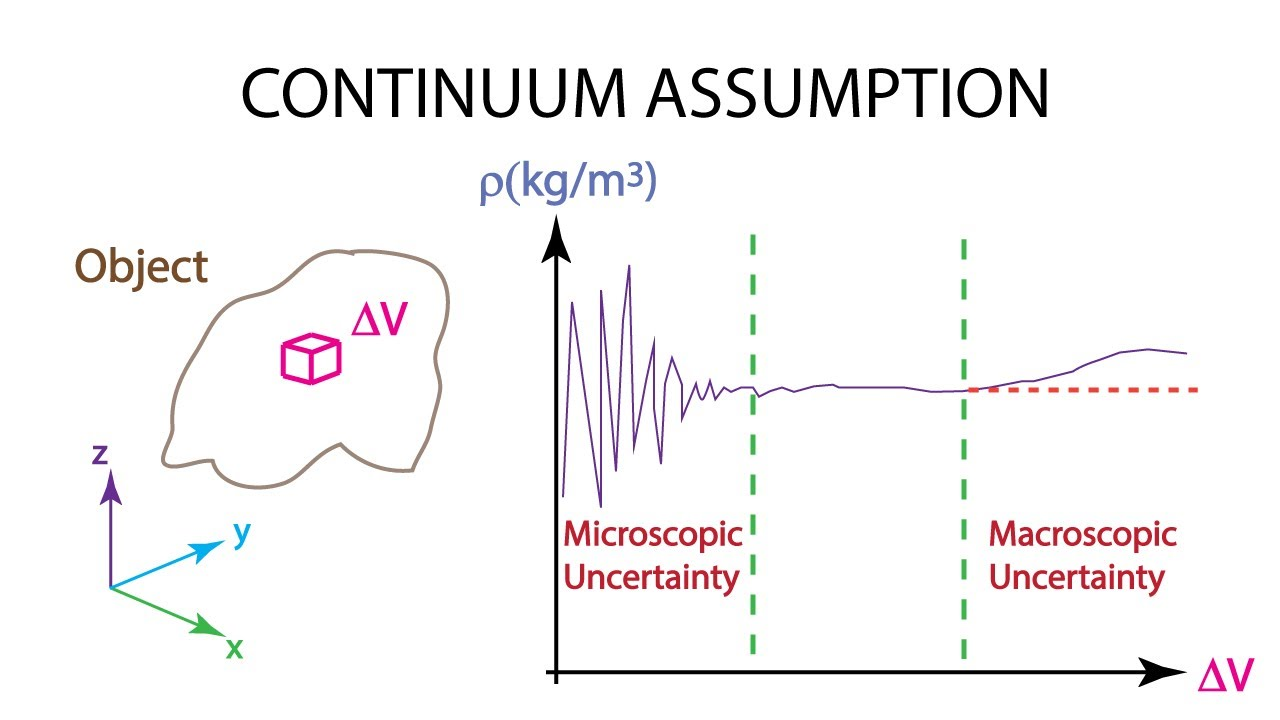 CONTINUUM ASSUMPTION
ρ(kg/m³)
Object
ΔV
z
y
x
Microscopic
Uncertainty
Macroscopic
Uncertainty
ΔV